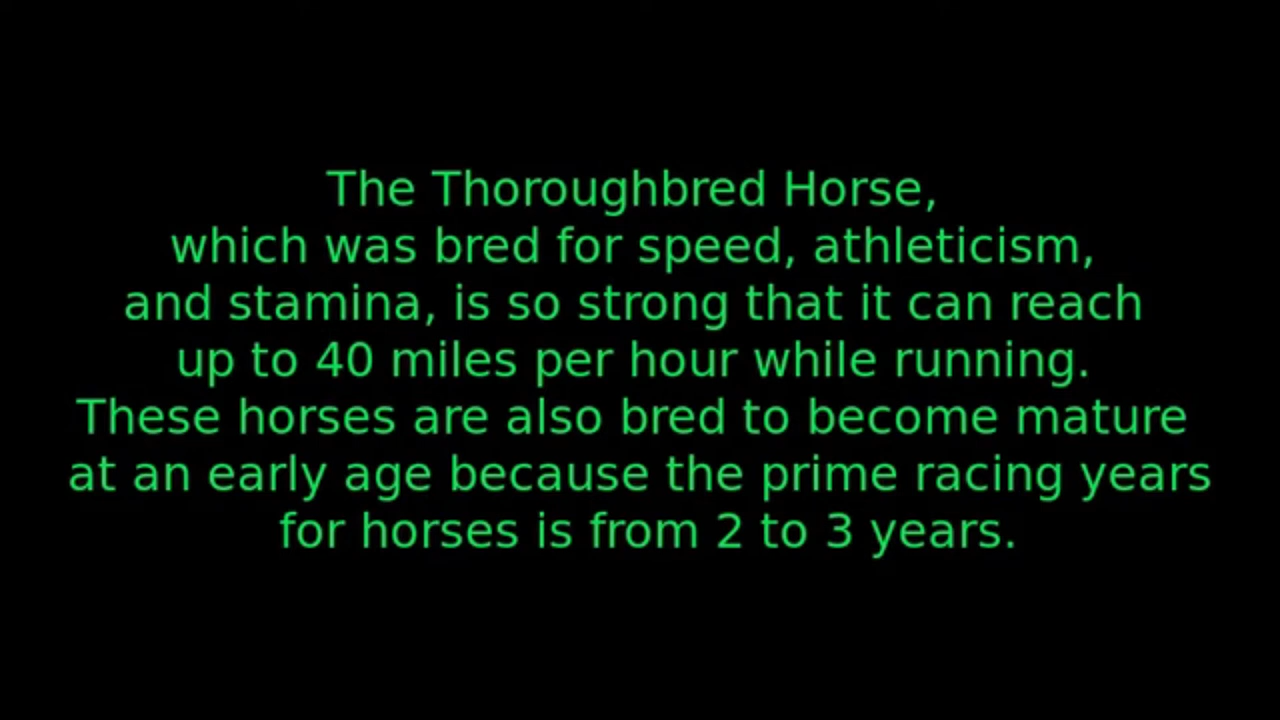 The Thoroughbred Horse,
which was bred for speed, athleticism,
and stamina, is so strong that it can reach
up to 40 miles per hour while running.
These horses are also bred to become mature
at an early age because the prime racing years
for horses is from 2 to 3 years.